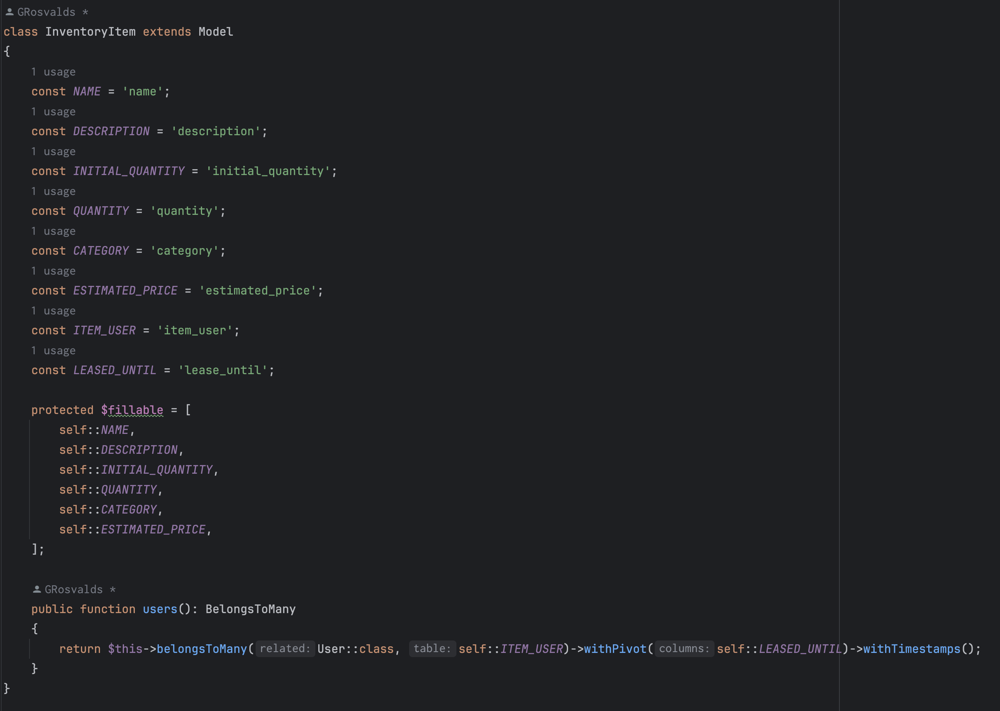 GRosvalds *
class InventoryItem extends Model
{
1 usage
const NAME = 'name';
1 usage
const DESCRIPTION = 'description';
1 usage
const INITIAL_QUANTITY = 'initial_quantity';
1 usage
const QUANTITY = 'quantity';
1 usage
const CATEGORY = 'category';
1 usage
const ESTIMATED_PRICE = 'estimated_price';
1 usage
const ITEM_USER = 'item_user';
1 usage
const LEASED_UNTIL = 'lease_until';
protected $fillable = [
self::NAME,
self::DESCRIPTION,
self::INITIAL_QUANTITY,
self::QUANTITY,
self::CATEGORY,
self::ESTIMATED_PRICE,
];
GRosvalds *
public function users(): BelongsToMany
{
return $this->belongsToMany( related: User::class, table: self::ITEM_USER)->withPivot( columns: self::LEASED_UNTIL)->withTimestamps();
}
}